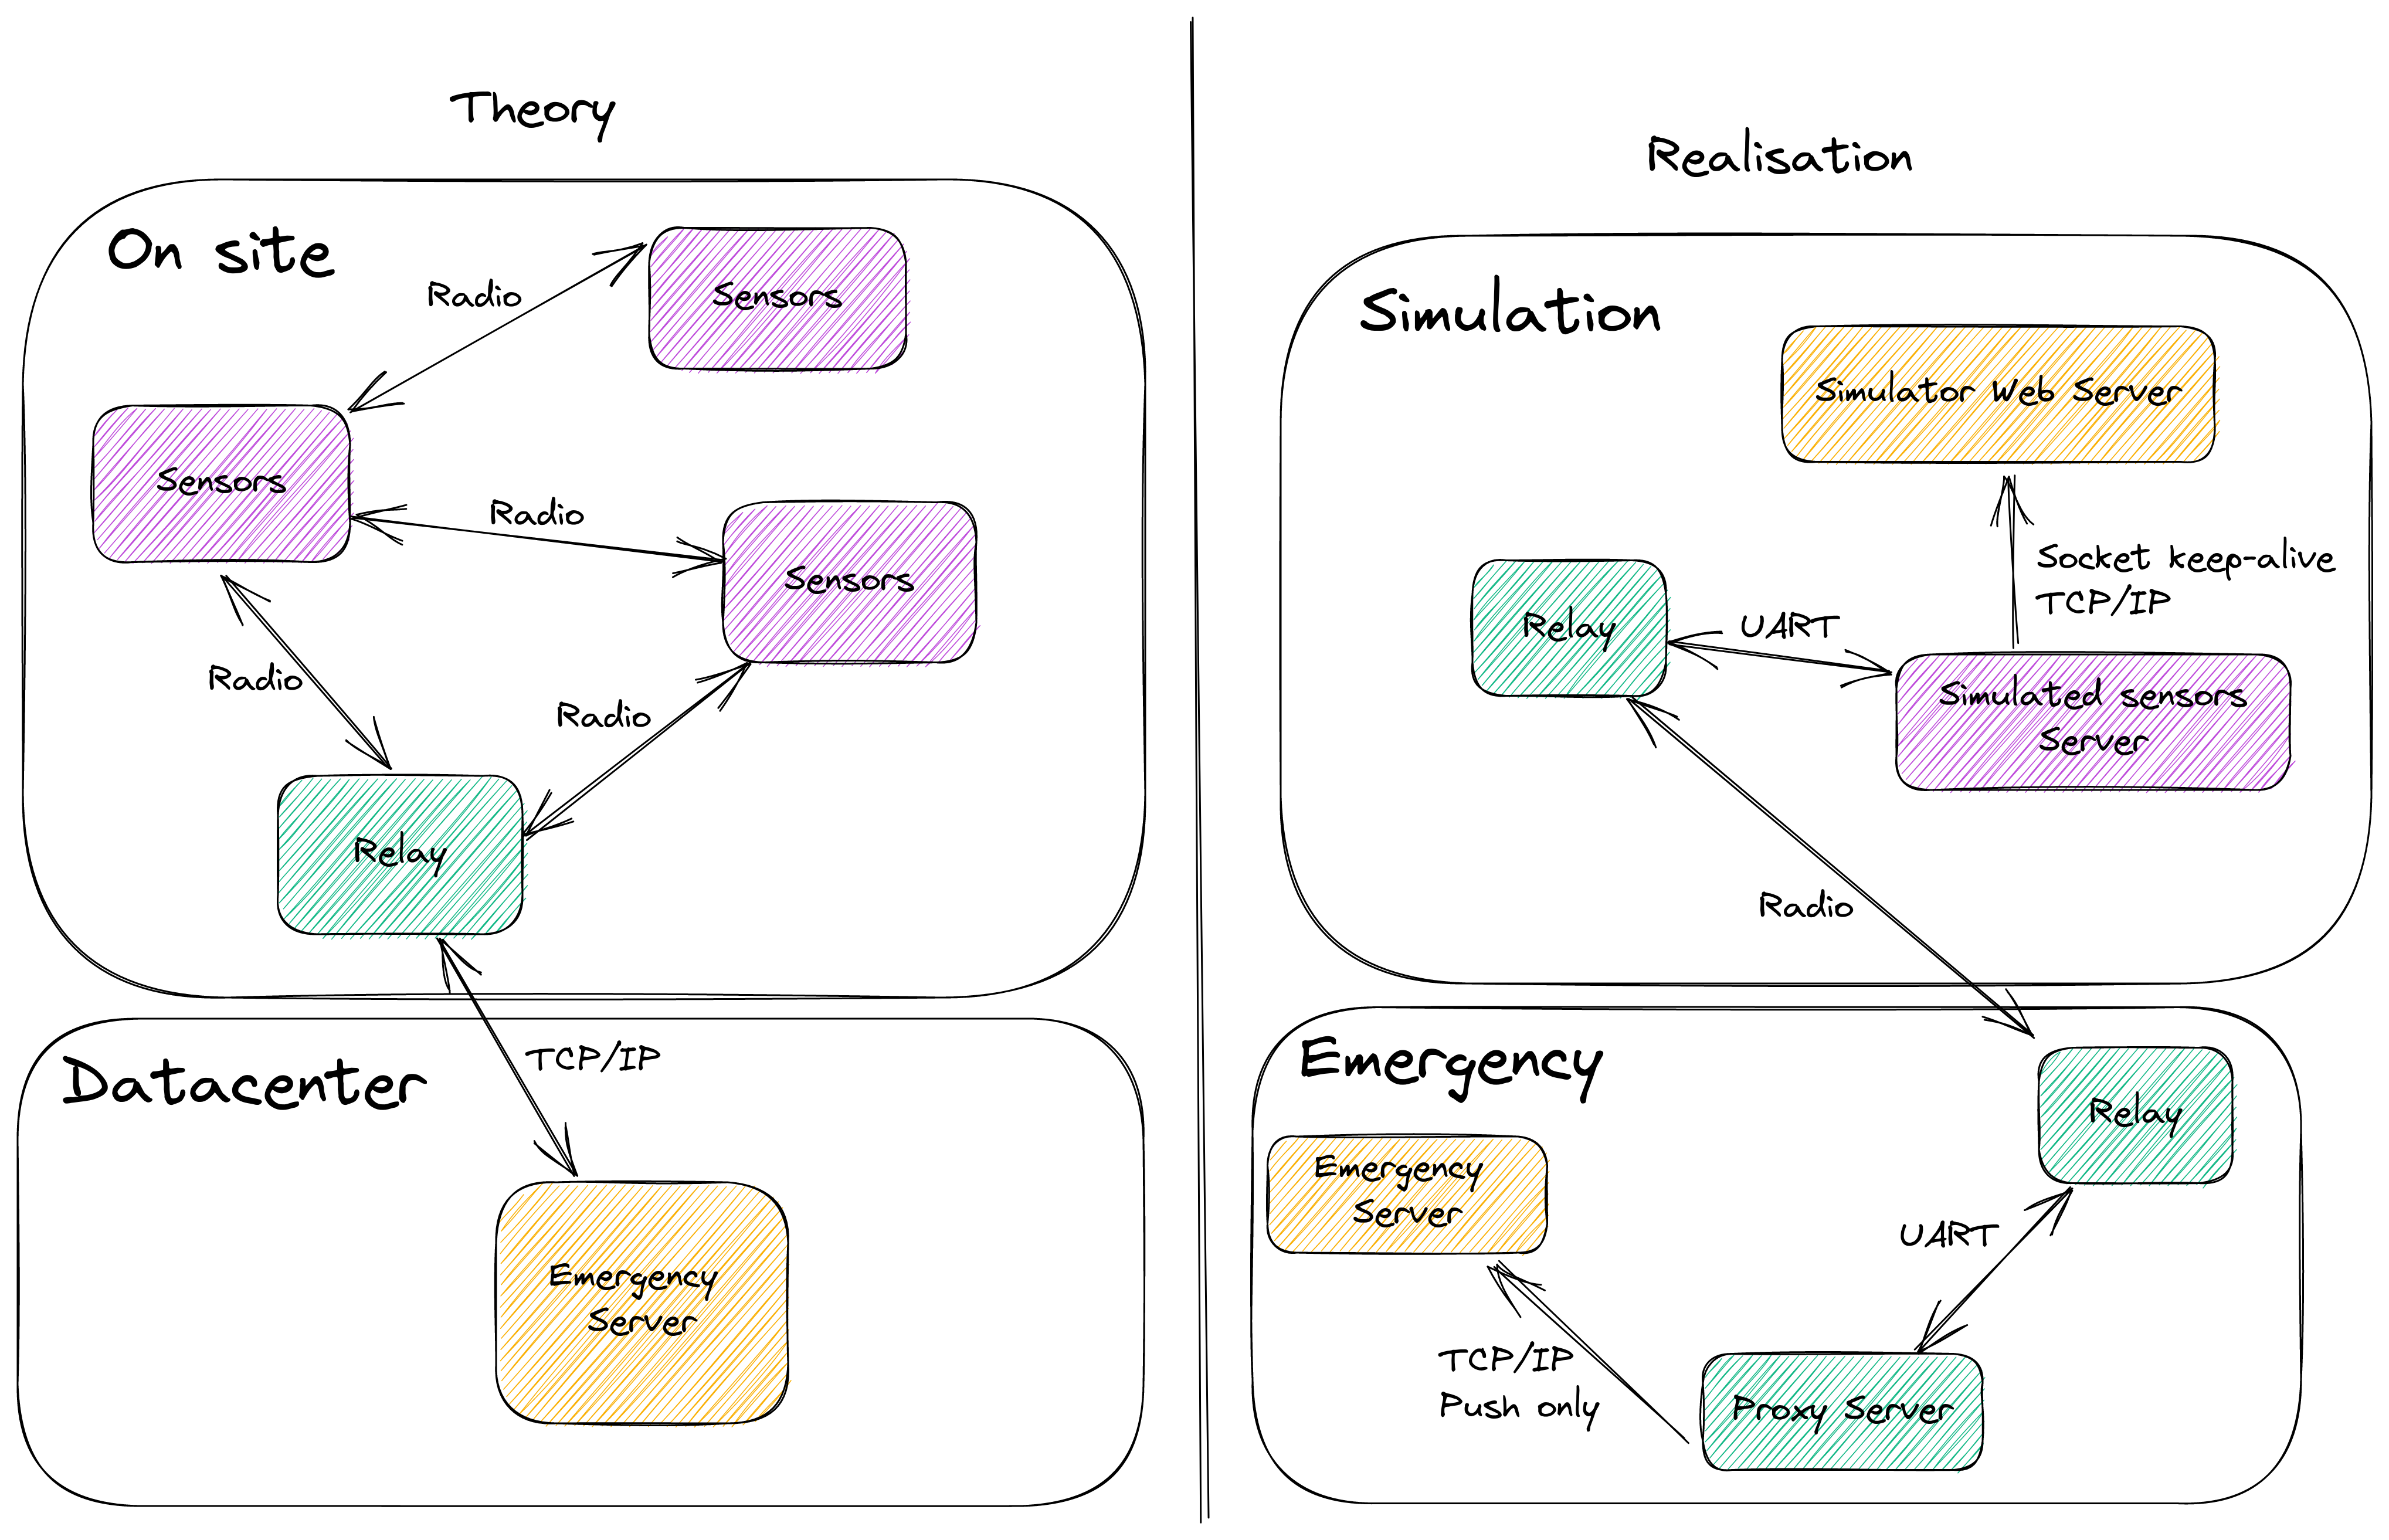 Theory
On site
Sensors
Radio
Sensors
Radio
Sensors
Radio
Radio
Relay
TCP/IP
Datacenter
Emergency
Server
Realisation
Simulation
Simulator Web Server
Socket keep-alive
TCP/IP
Relay
UART
Simulated sensors
Server
Radio
Emergency
Relay
Emergency
Server
UART
TCP/IP
Push only
Proxy Server